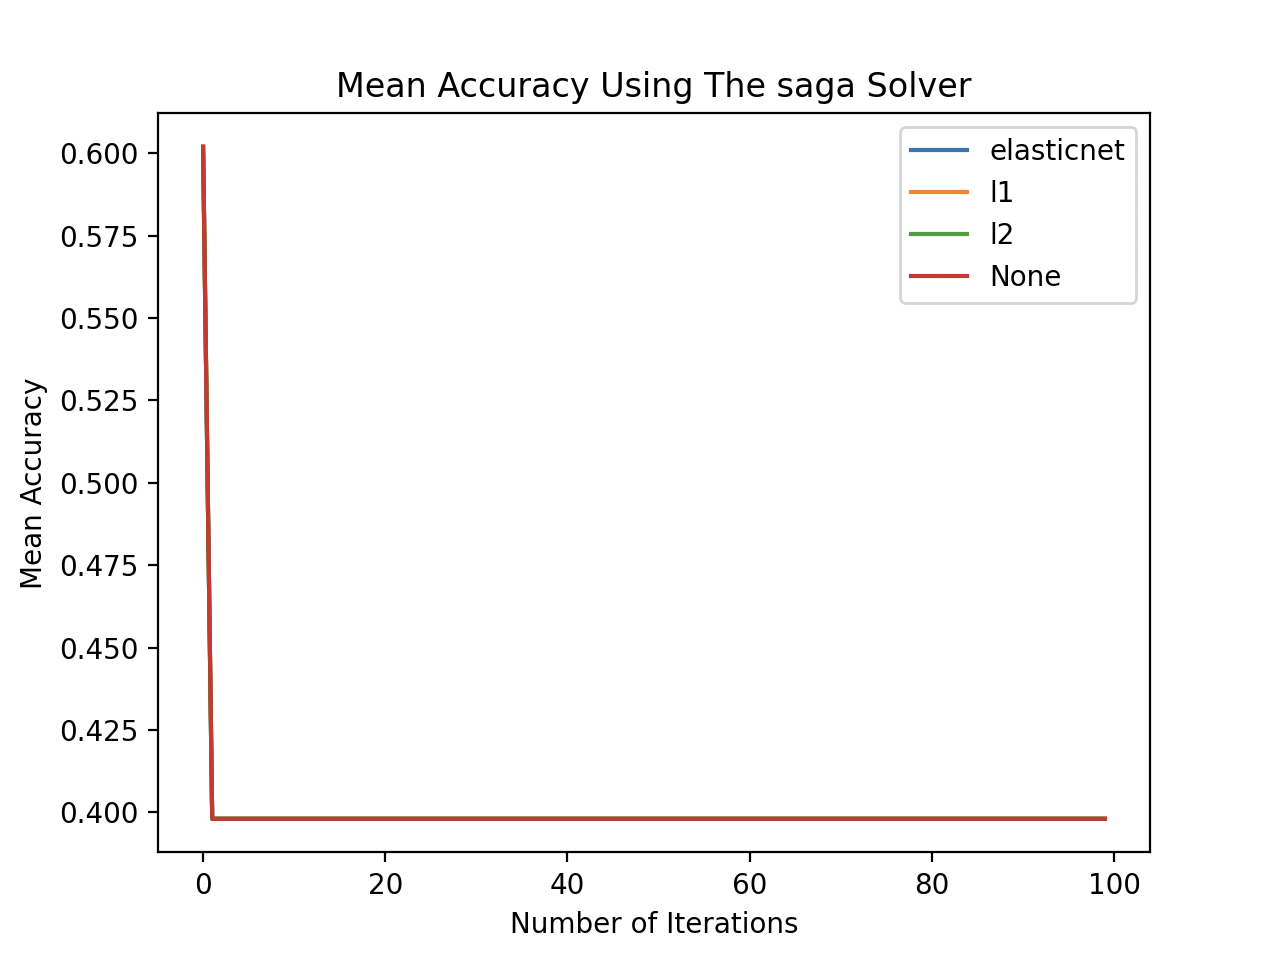 Mean Accuracy Using The saga Solver
elasticnet
l1
l2
None
Mean Accuracy
0.600
0.575
0.550
0.525
0.500
0.475
0.450
0.425
0.400
0
20
40
60
80
100
Number of Iterations